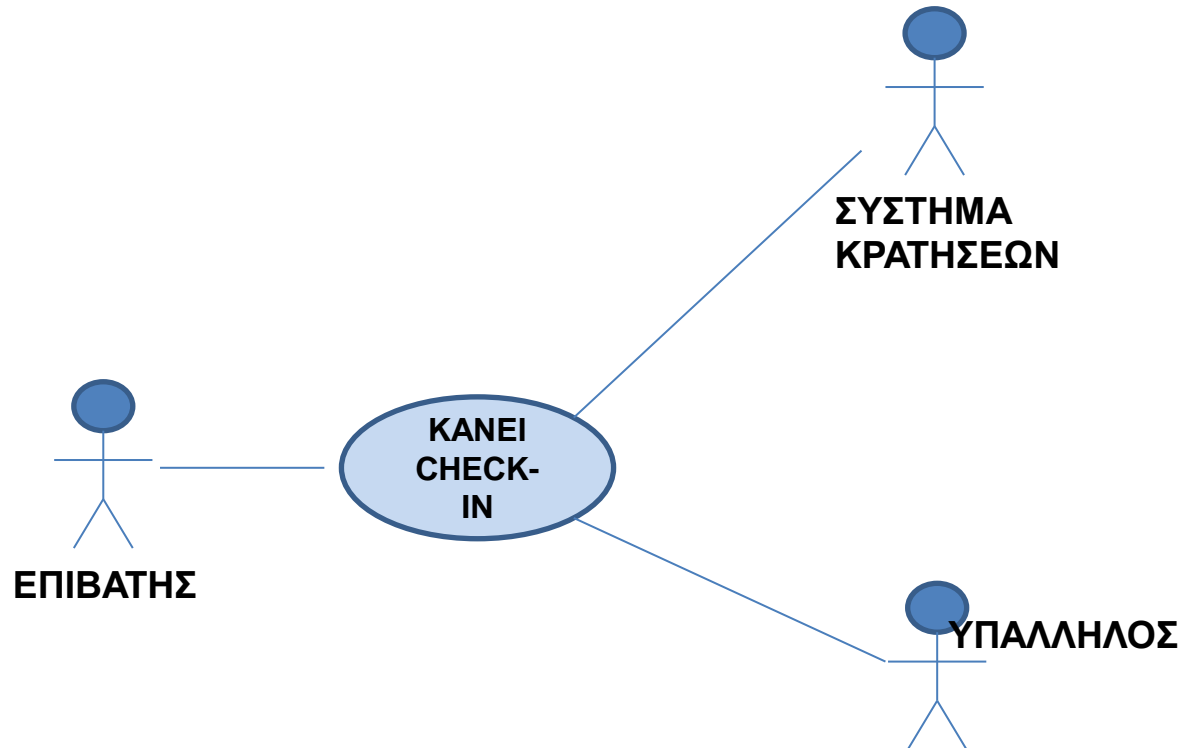 ΣΥΣΤΗΜΑ
ΚΡΑΤΗΣΕΩΝ
ΚΑΝΕΙ
CHECK-
IN
ΕΠΙΒΑΤΗΣ
ΥΠΑΛΛΗΛΟΣ